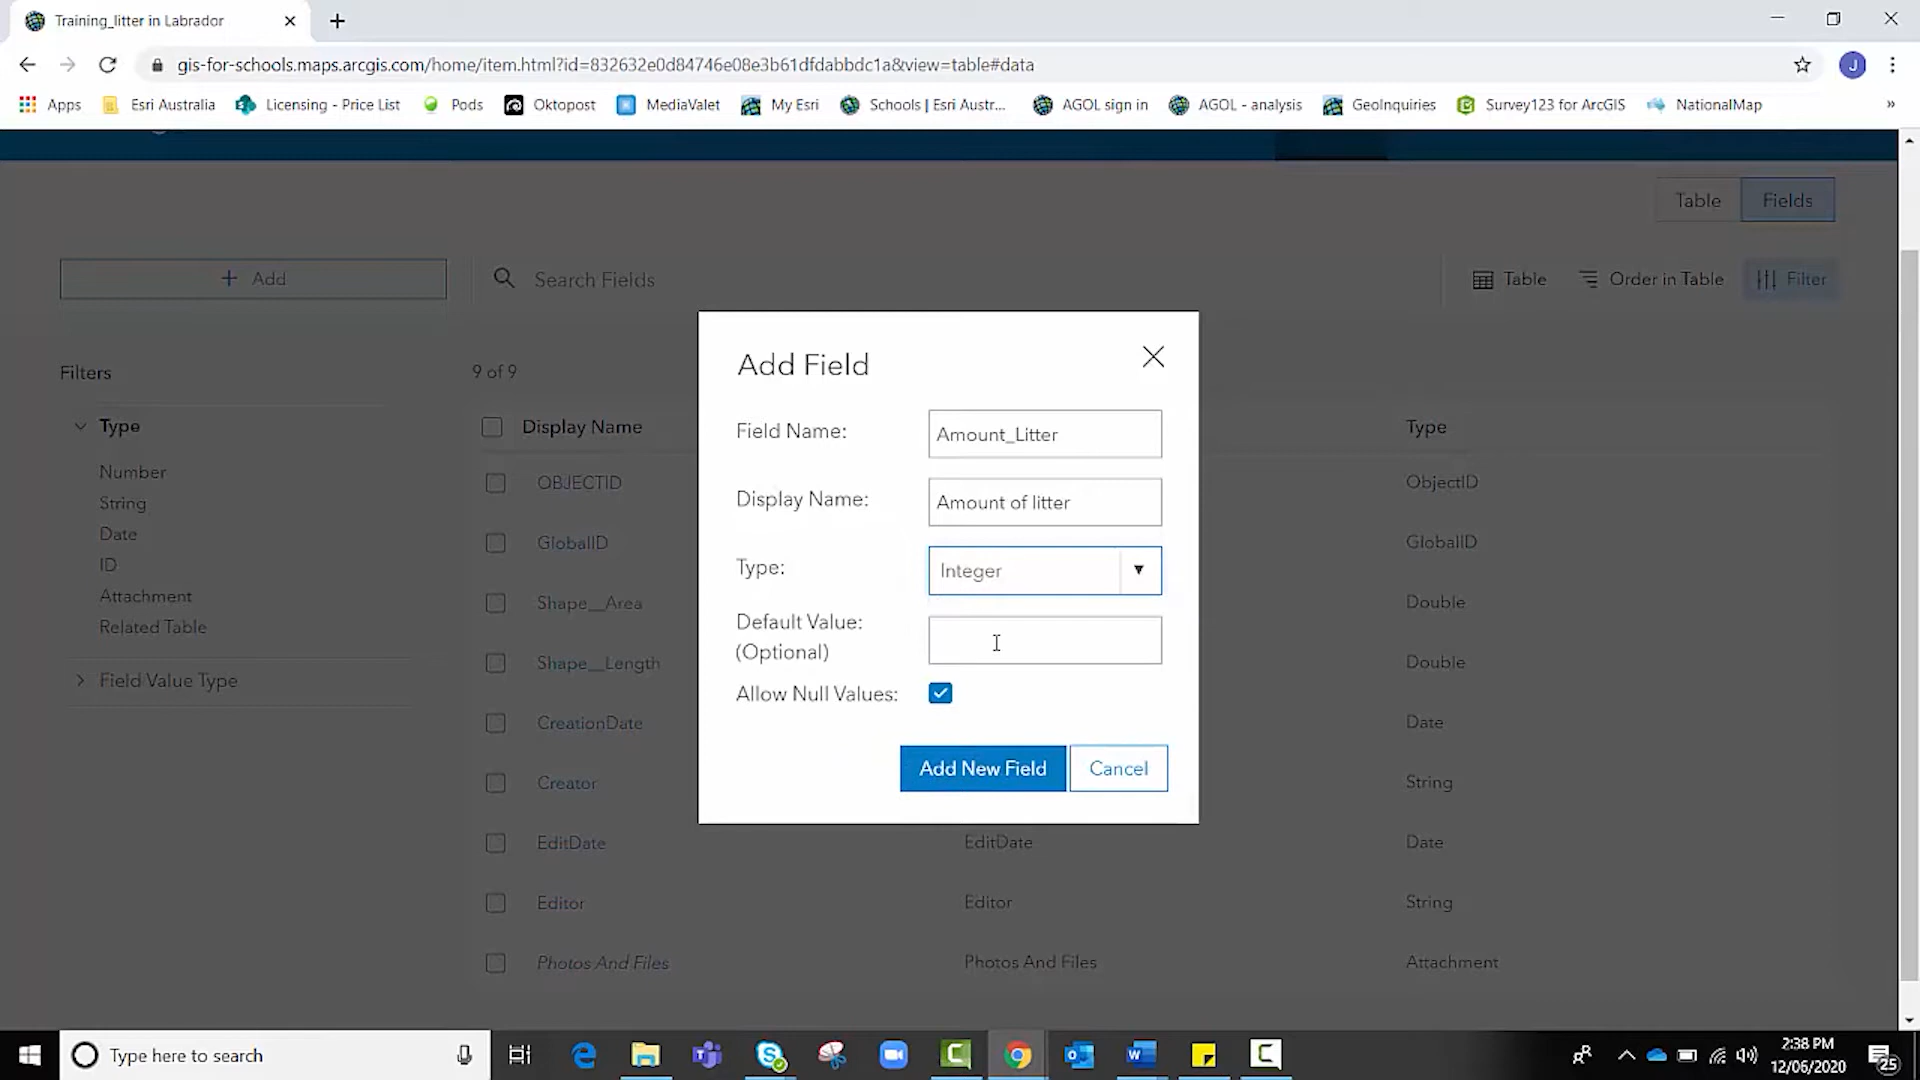 Training_litter in Labrador
gis-for-schools.maps.arcgis.com/home/item.html?id=832632e0d84746e08e3b61dfdabbdc1a&view=table#data
J
Apps
Esri Australia
Licensing - Price List
Pods
Oktopost
MediaValet
My Esri
Schools | Esri Austr...
AGOL sign in
AGOL - analysis
GeoInquiries
Survey123 for ArcGIS
NationalMap
»
Table
Fields
+ Add
Search Fields
Table
Order in Table
Filter
Filters
9 of 9
Type
Number
String
Date
ID
Attachment
Related Table
Field Value Type
Display Name
Type
OBJECTID
ObjectID
GlobalID
GlobalID
Shape__Area
Double
Shape__Length
Double
CreationDate
Date
Creator
String
EditDate
EditDate
Date
Editor
Editor
String
Photos And Files
Photos And Files
Attachment
Add Field
Field Name:
Amount_Litter
Display Name:
Amount of litter
Type:
Integer
Default Value:
(Optional)
Allow Null Values:
Add New Field
Cancel
Type here to search
2:38 PM
12/06/2020
25